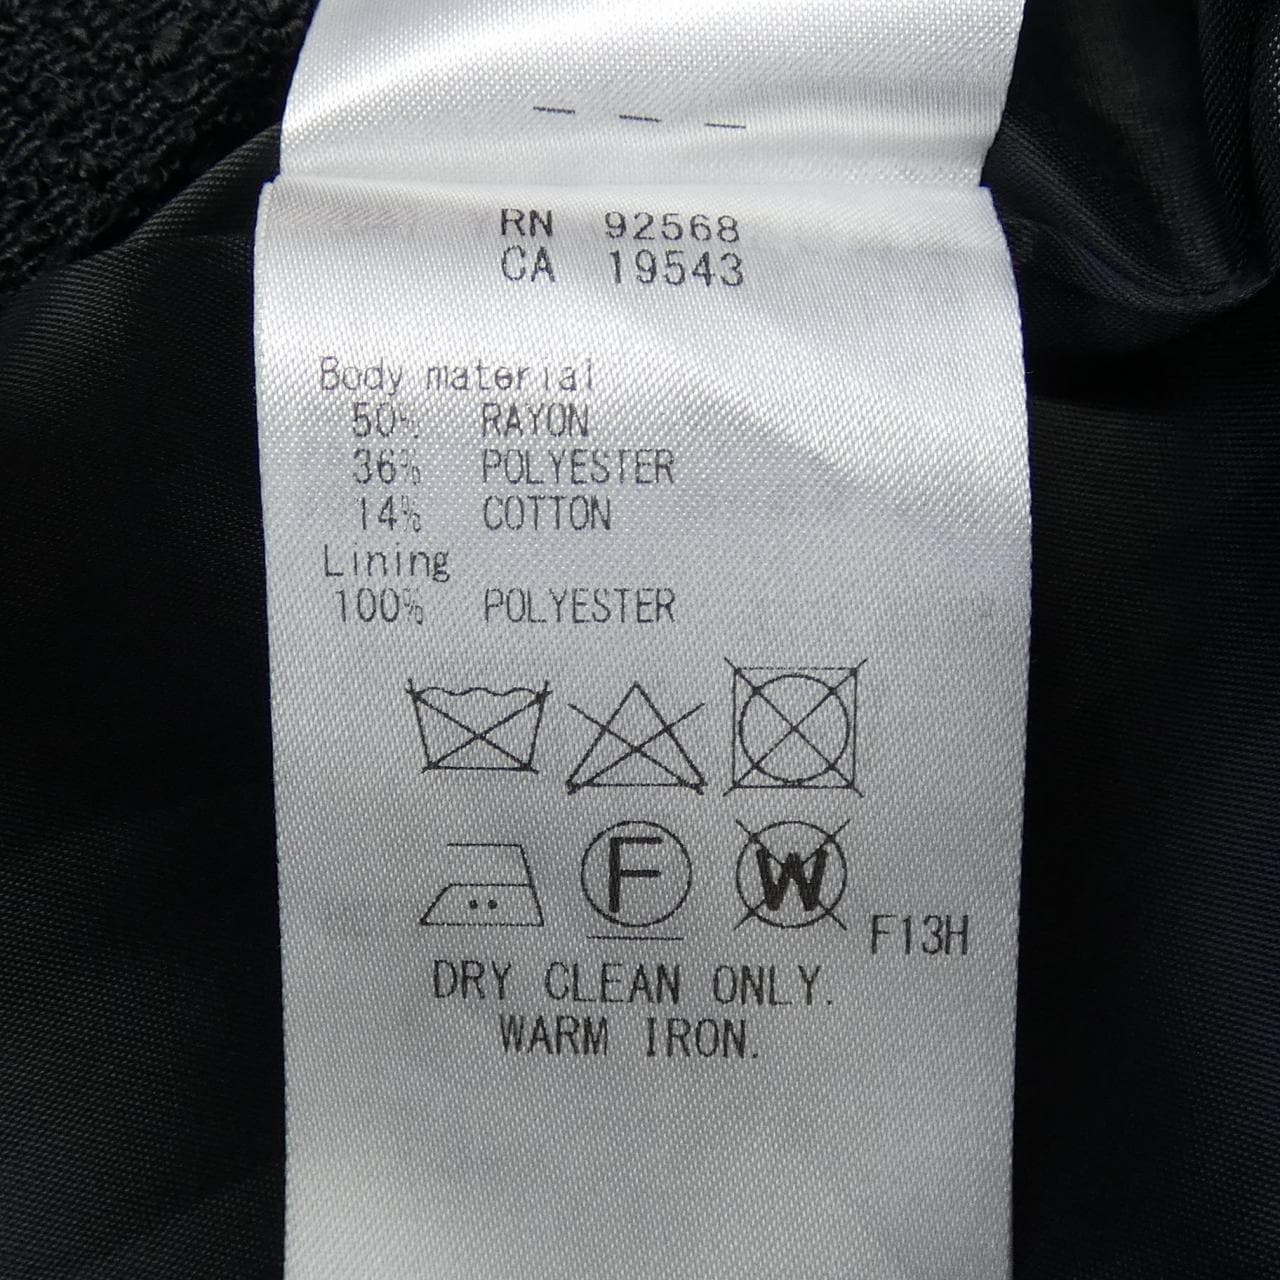 RN 92568
CA 19543
Body material
50% RAYON
36% POLYESTER
14% COTTON
Lining
100% POLYESTER
F W F13H
DRY CLEAN ONLY.
WARM IRON.